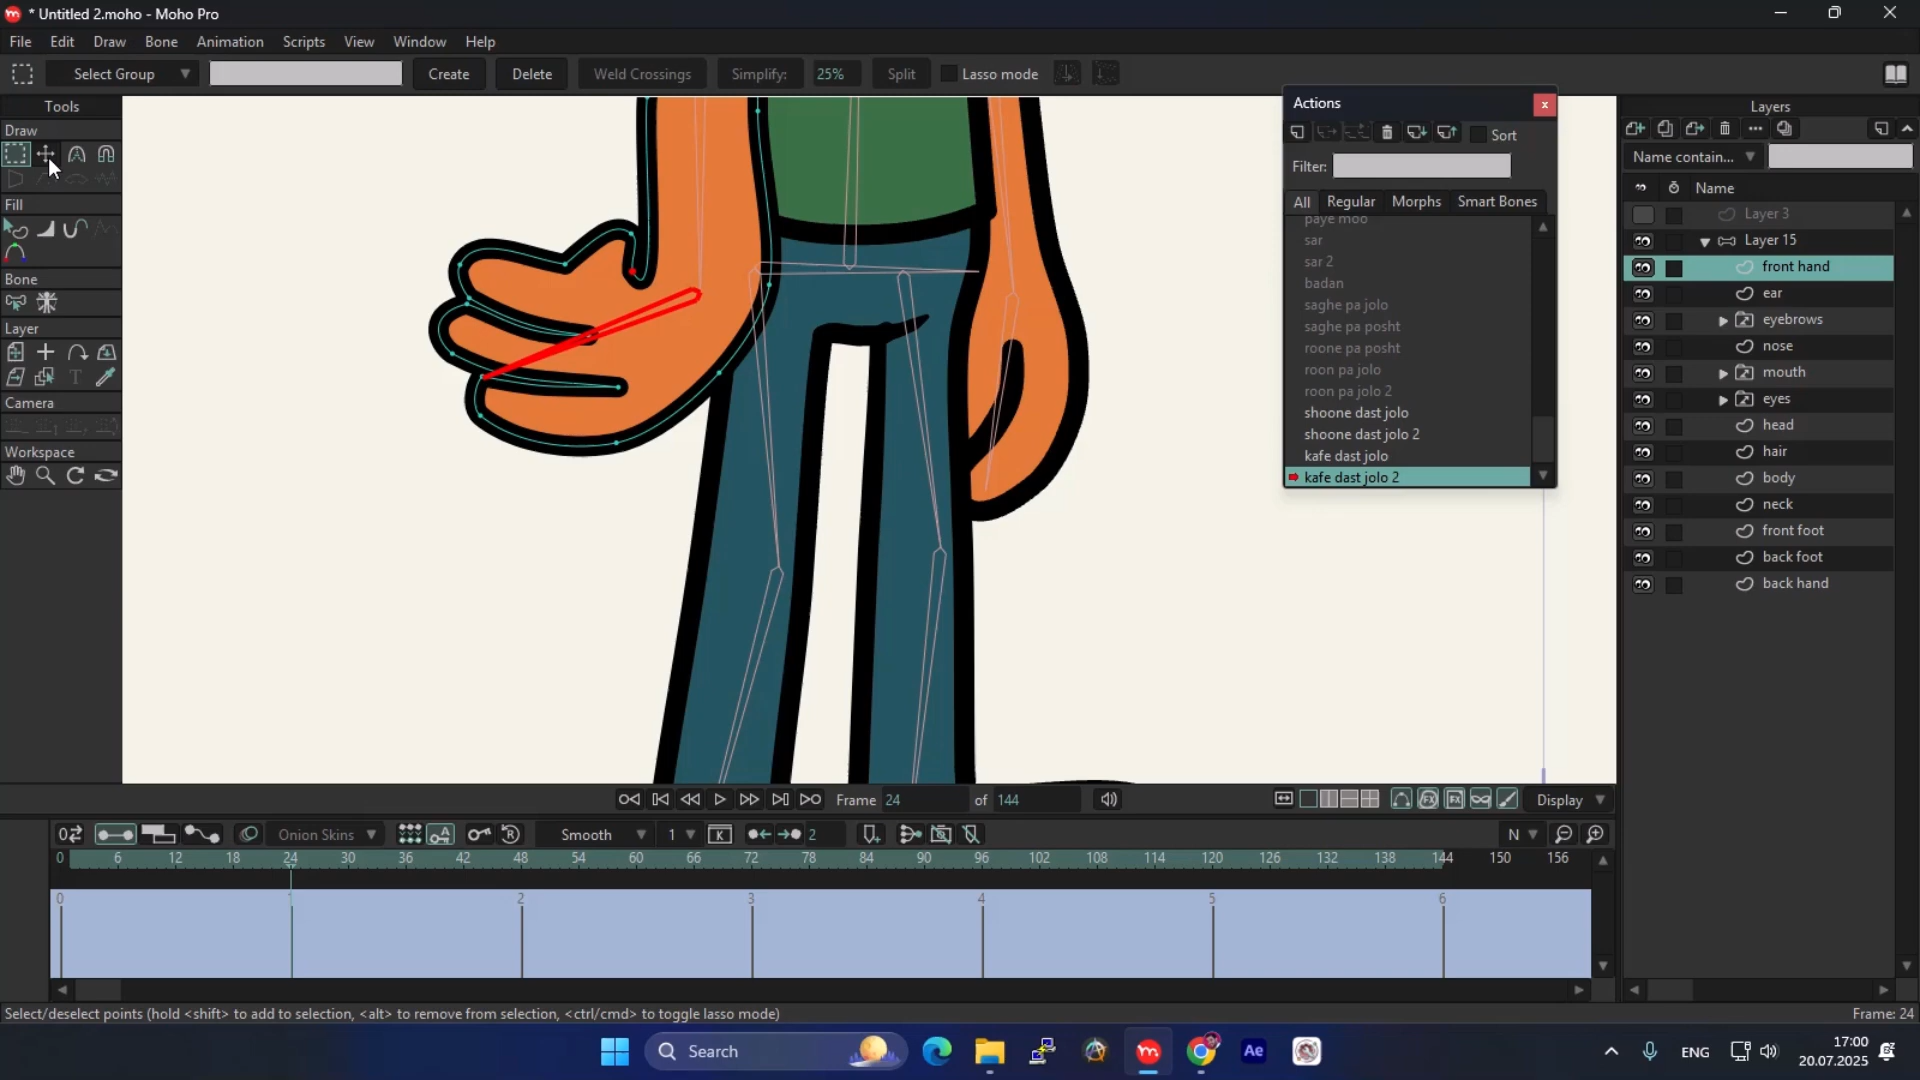 * Untitled 2.moho - Moho Pro
File Edit Draw Bone Animation Scripts View Window Help
Select Group Create Delete Weld Crossings Simplify: 25% Split Lasso mode
Tools
Draw
Fill
Bone
Layer
Camera
Workspace
Actions
Sort
Filter:
All Regular Morphs Smart Bones
paye moo
sar
sar 2
badan
saghe pa jolo
saghe pa posht
roone pa posht
roon pa jolo
roon pa jolo 2
shoone dast jolo
shoone dast jolo 2
kafe dast jolo
kafe dast jolo 2
Layers
Name contain...
Name
Layer 3
Layer 15
front hand
ear
eyebrows
nose
mouth
eyes
head
hair
body
neck
front foot
back foot
back hand
Frame 24 of 144
Display
Onion Skins Smooth 1 2 N
0 6 12 18 24 30 36 42 48 54 60 66 72 78 84 90 96 102 108 114 120 126 132 138 144 150 156
0 1 2 3 4 5 6
Select/deselect points (hold <shift> to add to selection, <alt> to remove from selection, <ctrl/cmd> to toggle lasso mode)
Frame: 24
Search
Ae
ENG
17:00
20.07.2025